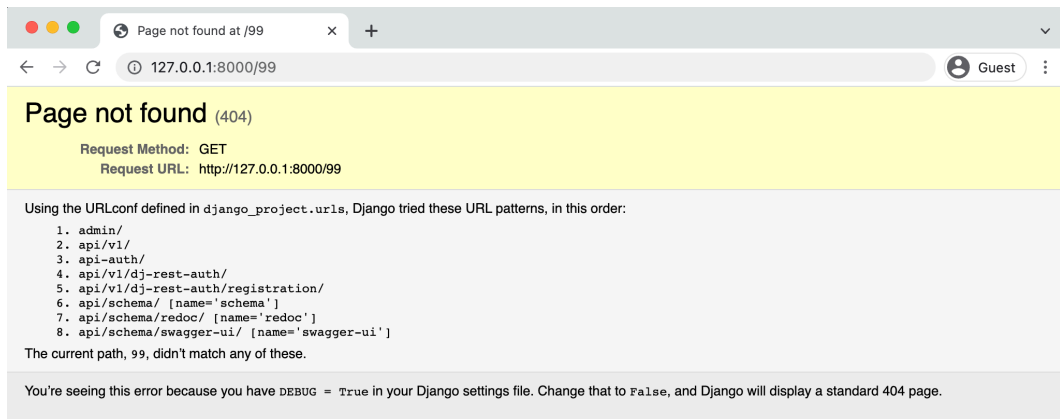 Page not found at /99
127.0.0.1:8000/99
Guest
Page not found (404)
Request Method: GET
Request URL: http://127.0.0.1:8000/99
Using the URLconf defined in django_project.urls, Django tried these URL patterns, in this order:
1. admin/
2. api/v1/
3. api-auth/
4. api/v1/dj-rest-auth/
5. api/v1/dj-rest-auth/registration/
6. api/schema/ [name='schema']
7. api/schema/redoc/ [name='redoc']
8. api/schema/swagger-ui/ [name='swagger-ui']
The current path, 99, didn’t match any of these.
You’re seeing this error because you have DEBUG = True in your Django settings file. Change that to False, and Django will display a standard 404 page.